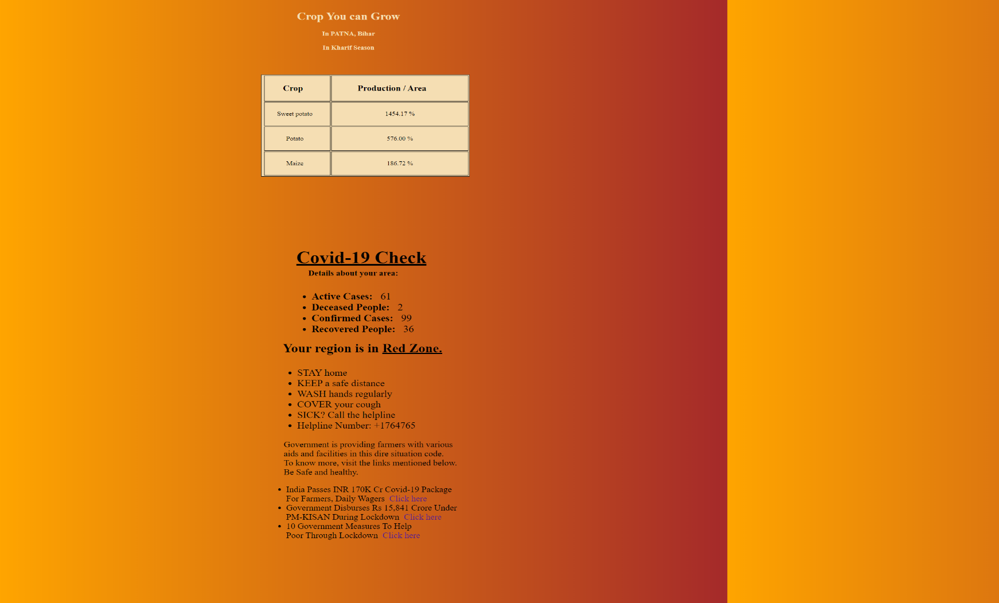 Crop You can Grow
In PATNA, Bihar
In Kharif Season
Crop Production / Area
Sweet potato 1454.17 %
Potato 576.00 %
Maize 186.72 %
Covid-19 Check
Details about your area:
• Active Cases: 61
• Deceased People: 2
• Confirmed Cases: 99
• Recovered People: 36
Your region is in Red Zone.
• STAY home
• KEEP a safe distance
• WASH hands regularly
• COVER your cough
• SICK? Call the helpline
• Helpline Number: +1764765
Government is providing farmers with various
aids and facilities in this dire situation code.
To know more, visit the links mentioned below.
Be Safe and healthy.
• India Passes INR 170K Cr Covid-19 Package
For Farmers, Daily Wagers Click here
• Government Disburses Rs 15,841 Crore Under
PM-KISAN During Lockdown Click here
• 10 Government Measures To Help
Poor Through Lockdown Click here